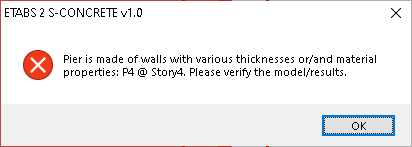 ETABS 2 S-CONCRETE v1.0
Pier is made of walls with various thicknesses or/and material
properties: P4 @ Story4. Please verify the model/results.
OK